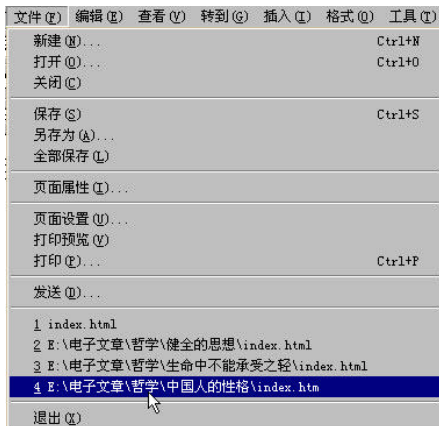 文件(F) 编辑(E) 查看(V) 转到(G) 插入(I) 格式(O) 工具(T)
新建(N)... Ctrl+N
打开(O)... Ctrl+O
关闭(C)
保存(S) Ctrl+S
另存为(A)...
全部保存(L)
页面属性(I)...
页面设置(U)...
打印预览(V)
打印(P)... Ctrl+P
发送(D)...
1 index.html
2 E:\电子文章\哲学\健全的思想\index.html
3 E:\电子文章\哲学\生命中不能承受之轻\index.html
4 E:\电子文章\哲学\中国人的性格\index.htm
退出(X)